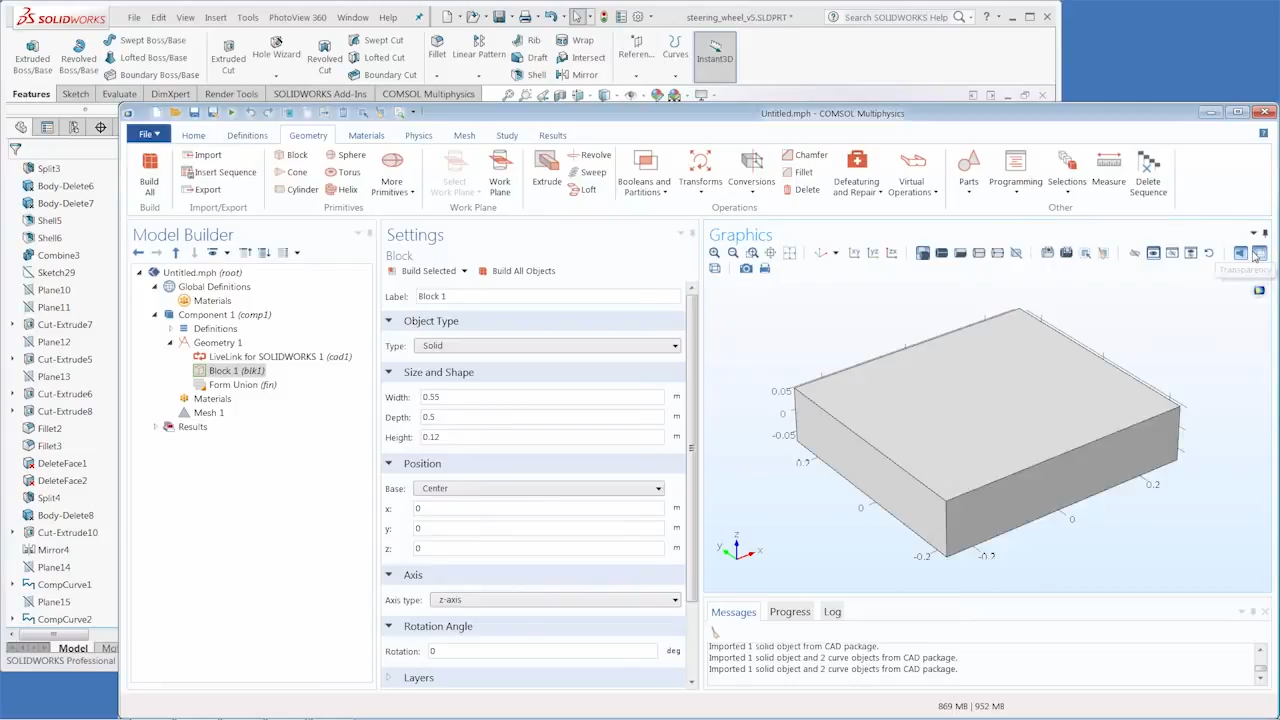 SOLIDWORKS
File Edit View Insert Tools PhotoView 360 Window Help
steering_wheel_v5.SLDPRT *
Search SOLIDWORKS Help
Extruded Boss/Base
Revolved Boss/Base
Swept Boss/Base
Lofted Boss/Base
Boundary Boss/Base
Extruded Cut
Hole Wizard
Revolved Cut
Swept Cut
Lofted Cut
Boundary Cut
Fillet
Linear Pattern
Rib
Draft
Shell
Wrap
Intersect
Mirror
Referen...
Curves
Instant3D
Features Sketch Evaluate DimXpert Render Tools SOLIDWORKS Add-Ins COMSOL Multiphysics
Split3
Body-Delete6
Body-Delete7
Shell5
Shell6
Combine3
Sketch29
Plane10
Plane11
Cut-Extrude7
Plane12
Cut-Extrude5
Plane13
Cut-Extrude6
Cut-Extrude8
Fillet2
Fillet3
DeleteFace1
DeleteFace2
Split4
Body-Delete8
Cut-Extrude10
Mirror4
Plane14
CompCurve1
Plane15
CompCurve2
Model
SOLIDWORKS Professional
Untitled.mph - COMSOL Multiphysics
File Home Definitions Geometry Materials Physics Mesh Study Results
Build All
Build
Import
Insert Sequence
Export
Import/Export
Block
Cone
Cylinder
Sphere
Torus
Helix
More Primitives
Primitives
Select Work Plane
Work Plane
Work Plane
Extrude
Revolve
Sweep
Loft
Booleans and Partitions
Transforms
Conversions
Chamfer
Fillet
Delete
Defeaturing and Repair
Virtual Operations
Operations
Parts
Programming
Selections
Measure
Delete Sequence
Other
Model Builder
Untitled.mph (root)
Global Definitions
Materials
Component 1 (comp1)
Definitions
Geometry 1
LiveLink for SOLIDWORKS 1 (cad1)
Block 1 (blk1)
Form Union (fin)
Materials
Mesh 1
Results
Settings
Block
Build Selected Build All Objects
Label: Block 1
Object Type
Type: Solid
Size and Shape
Width: 0.55 m
Depth: 0.5 m
Height: 0.12 m
Position
Base: Center
x: 0 m
y: 0 m
z: 0 m
Axis
Axis type: z-axis
Rotation Angle
Rotation: 0 deg
Layers
Graphics
Transparency
0.05
0
-0.05
0.2
0
-0.2
-0.2
0
0.2
z
y
x
Messages Progress Log
Imported 1 solid object from CAD package.
Imported 1 solid object and 2 curve objects from CAD package.
Imported 1 solid object and 2 curve objects from CAD package.
869 MB | 952 MB